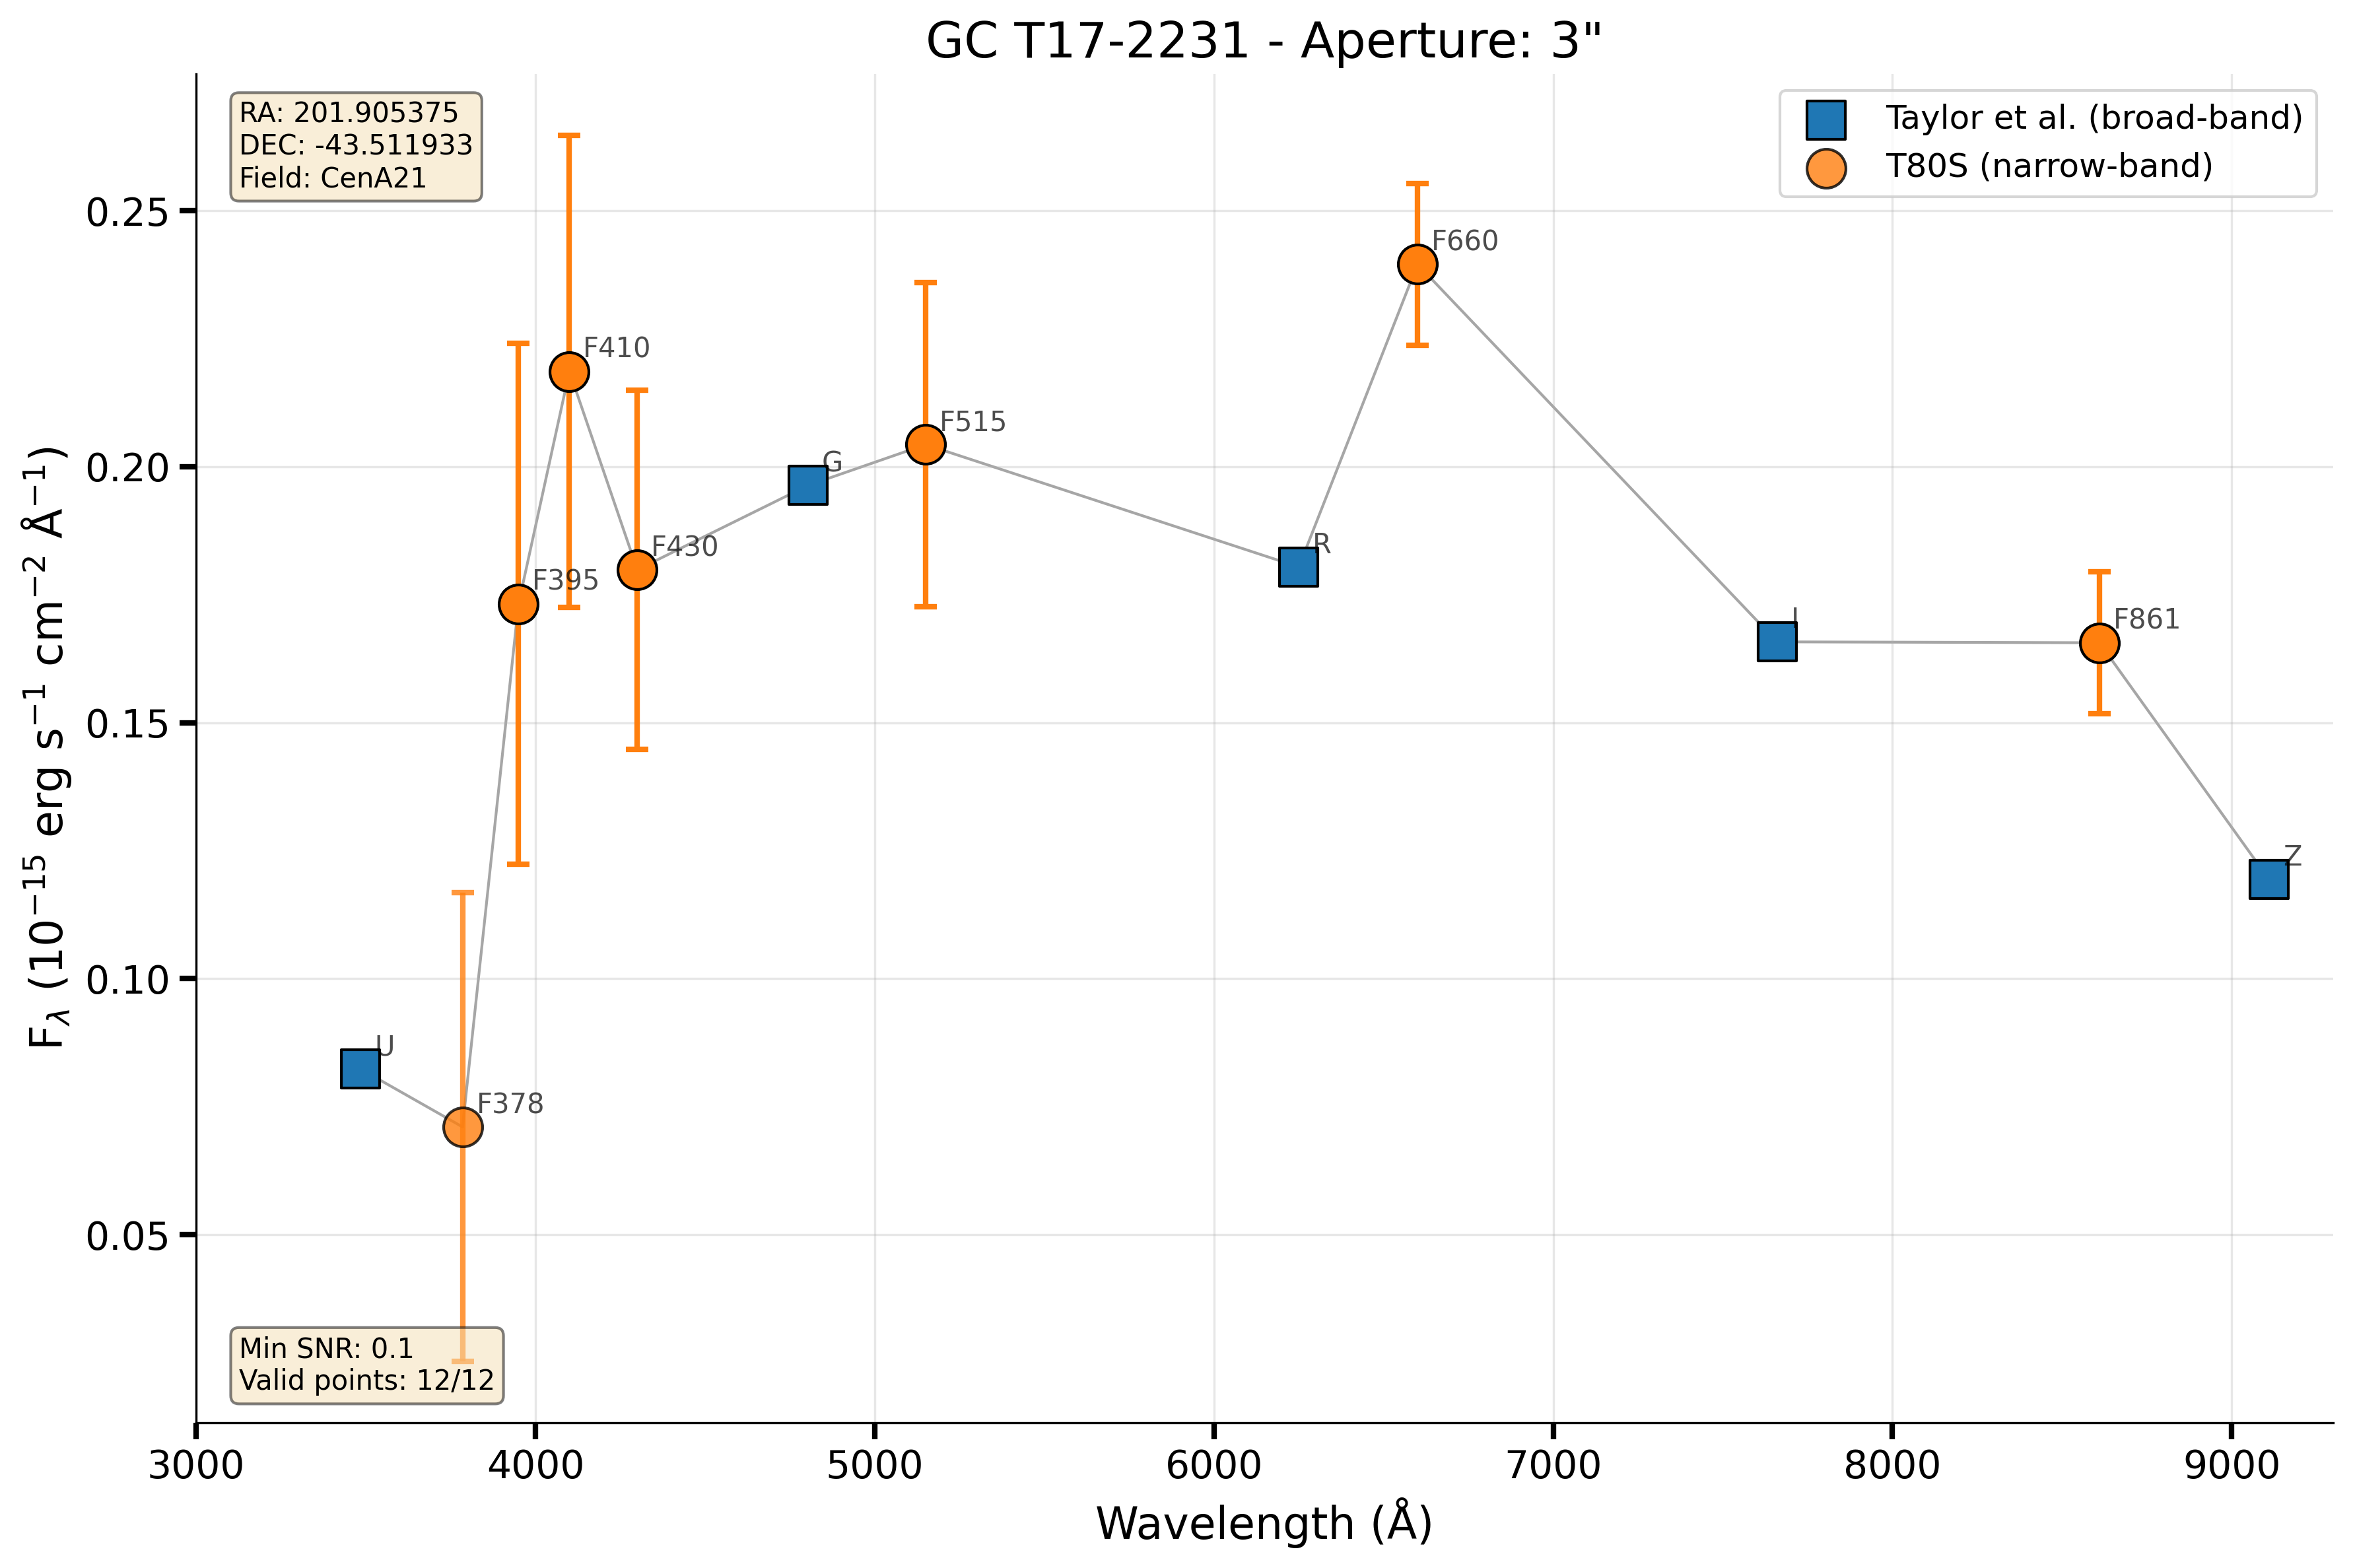 GC T17-2231 - Aperture: 3"
RA: 201.905375
DEC: -43.511933
Field: CenA21
Taylor et al. (broad-band)
T80S (narrow-band)
F660
F410
F515
G
F430
R
F395
I
F861
Z
U
F378
Min SNR: 0.1
Valid points: 12/12
0.25
0.20
0.15
0.10
0.05
F$_λ$ (10⁻¹⁵ erg s⁻¹ cm⁻² Å⁻¹)
3000 4000 5000 6000 7000 8000 9000
Wavelength (Å)